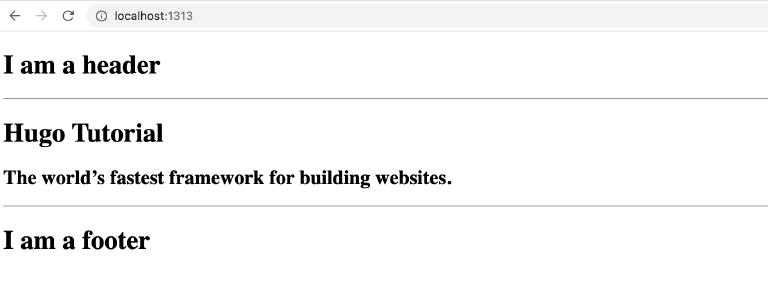 localhost:1313
I am a header
Hugo Tutorial
The world’s fastest framework for building websites.
I am a footer